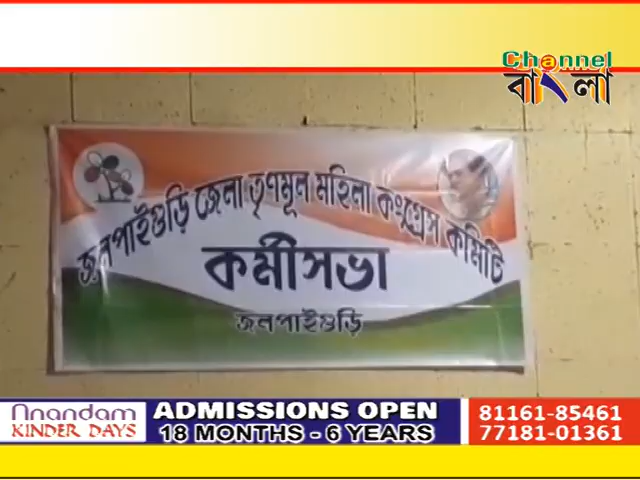 Channel
বাংলা
জলপাইগুড়ি জেলা তৃণমূল মহিলা কংগ্রেস কমিটি
কর্মীসভা
জলপাইগুড়ি
Anandam
KINDER DAYS
ADMISSIONS OPEN
18 MONTHS - 6 YEARS
81161-85461
77181-01361